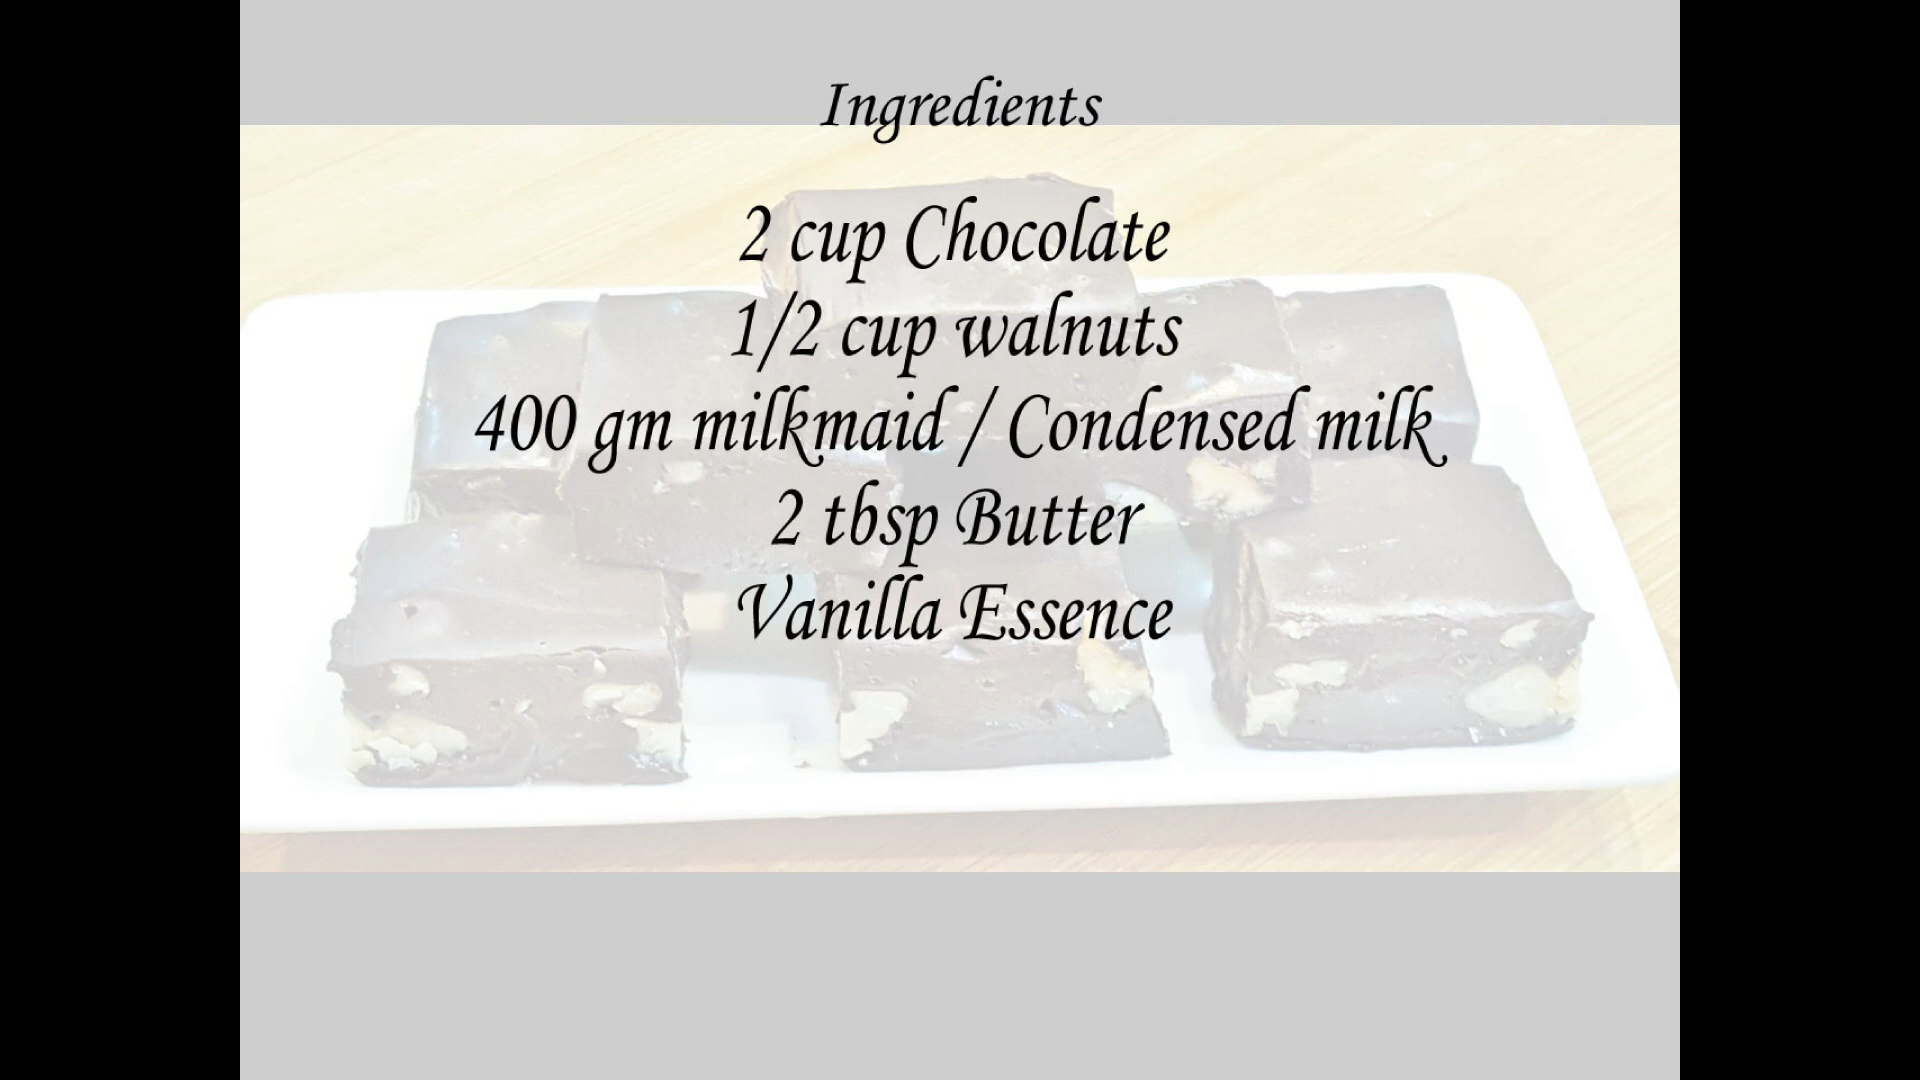 Ingredients
2 cup Chocolate
1/2 cup walnuts
400 gm milkmaid / Condensed milk
2 tbsp Butter
Vanilla Essence